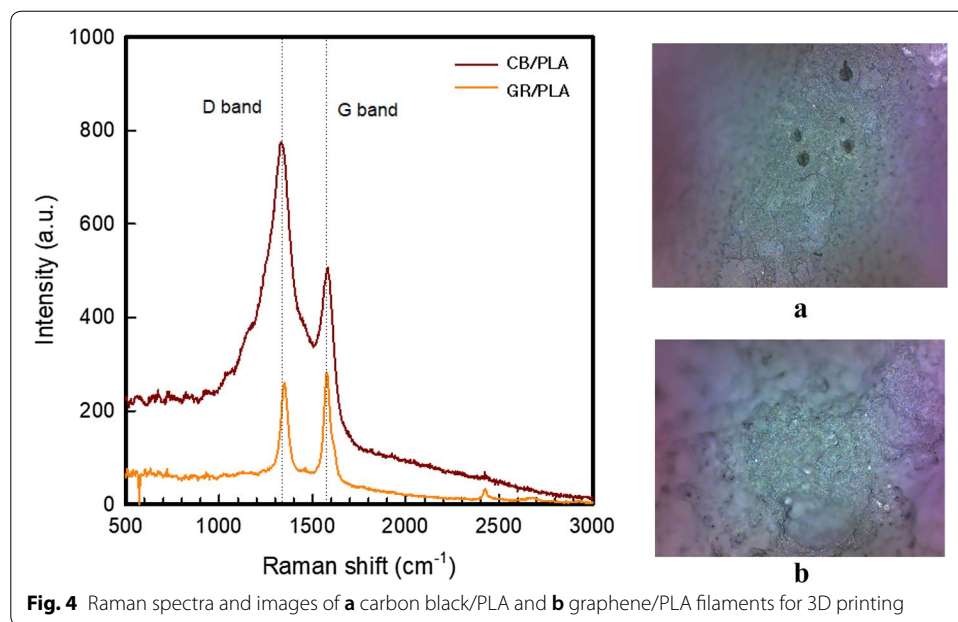 1000
800
600
400
200
0
Intensity (a.u.)
CB/PLA
GR/PLA
D band
G band
500 1000 1500 2000 2500 3000
Raman shift (cm⁻¹)
a
b
Fig. 4 Raman spectra and images of a carbon black/PLA and b graphene/PLA filaments for 3D printing